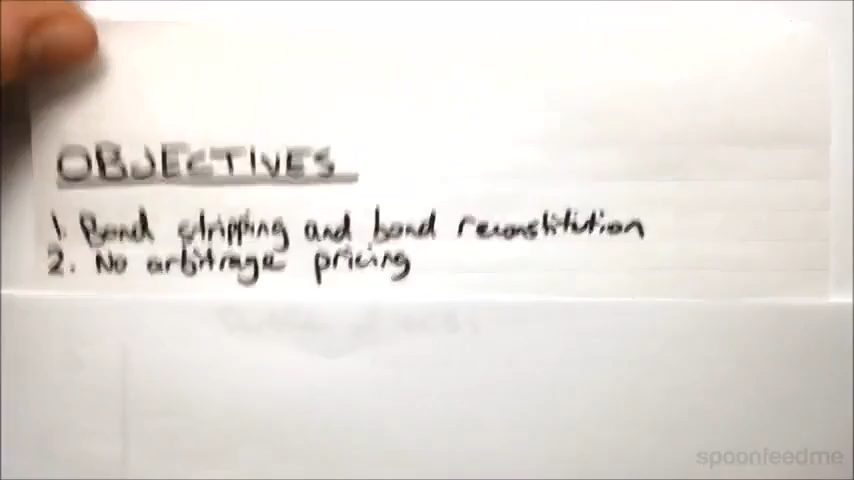 OBJECTIVES
1. Bond stripping and bond reconstitution
2. No arbitrage pricing
spoonfeedme